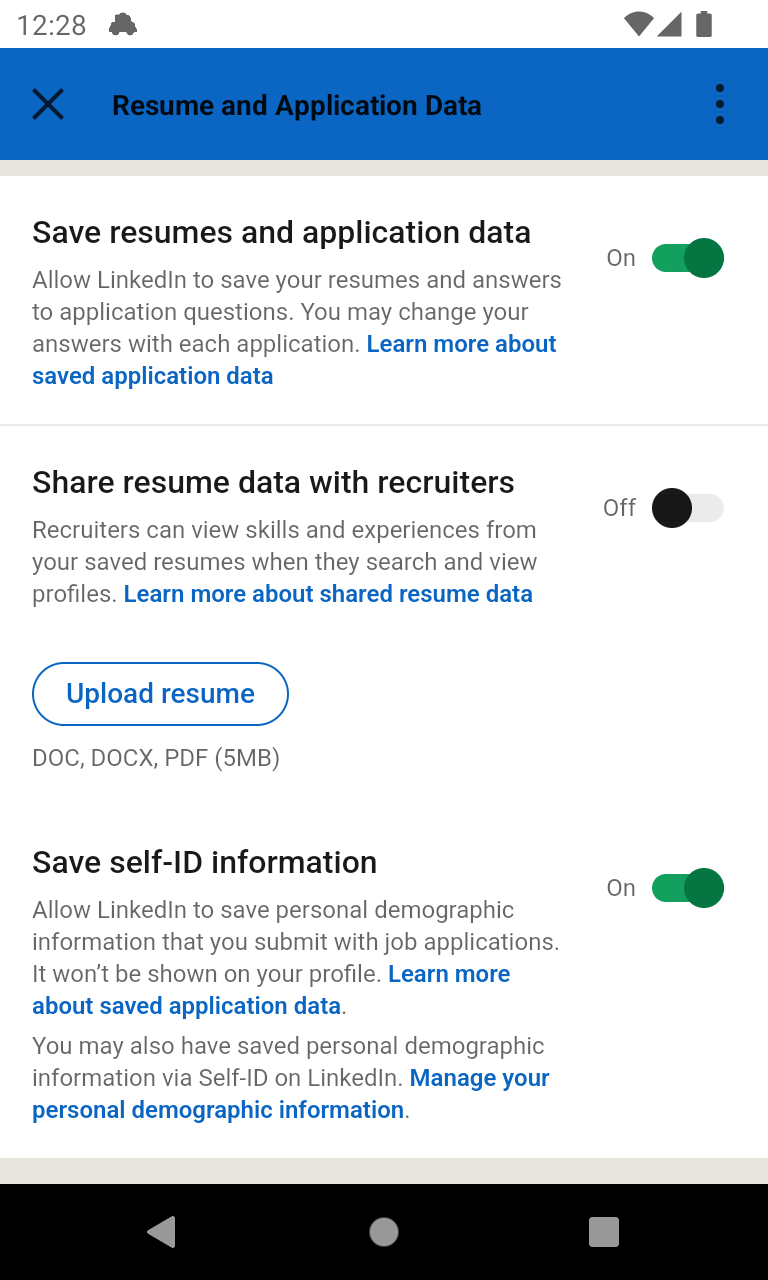 12:28
Resume and Application Data
Save resumes and application data
On
Allow LinkedIn to save your resumes and answers
to application questions. You may change your
answers with each application. Learn more about
saved application data
Share resume data with recruiters
Off
Recruiters can view skills and experiences from
your saved resumes when they search and view
profiles. Learn more about shared resume data
Upload resume
DOC, DOCX, PDF (5MB)
Save self-ID information
On
Allow LinkedIn to save personal demographic
information that you submit with job applications.
It won’t be shown on your profile. Learn more
about saved application data.
You may also have saved personal demographic
information via Self-ID on LinkedIn. Manage your
personal demographic information.